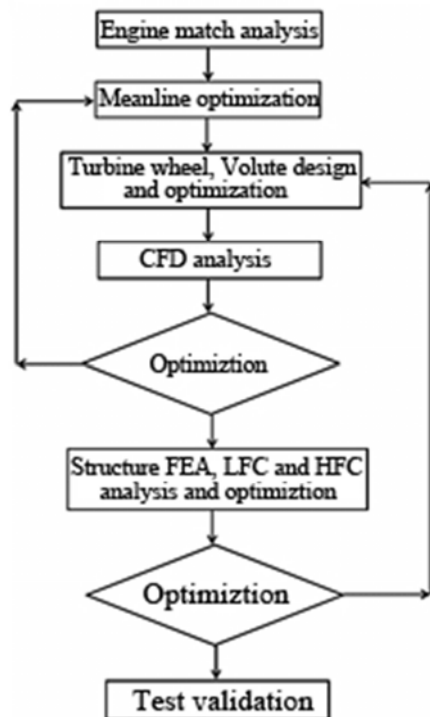 Engine match analysis
Meanline optimization
Turbine wheel, Volute design
and optimization
CFD analysis
Optimiztion
Structure FEA, LFC and HFC
analysis and optimiztion
Optimiztion
Test validation